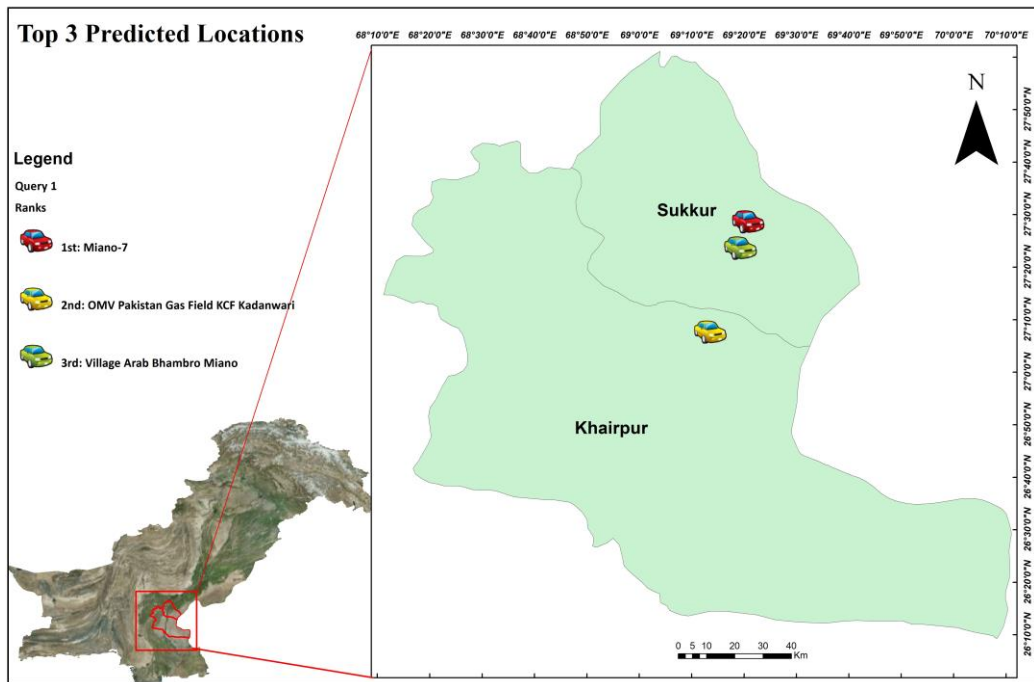 Top 3 Predicted Locations
68°10'0"E 68°20'0"E 68°30'0"E 68°40'0"E 68°50'0"E 69°0'0"E 69°10'0"E 69°20'0"E 69°30'0"E 69°40'0"E 69°50'0"E 70°0'0"E 70°10'0"E
N
Legend
Query 1
Ranks
1st: Miano-7
2nd: OMV Pakistan Gas Field KCF Kadanwari
3rd: Village Arab Bhambro Miano
Sukkur
Khairpur
27°50'0"N
27°40'0"N
27°30'0"N
27°20'0"N
27°10'0"N
27°0'0"N
26°50'0"N
26°40'0"N
26°30'0"N
26°20'0"N
26°10'0"N
0 5 10 20 30 40
Km